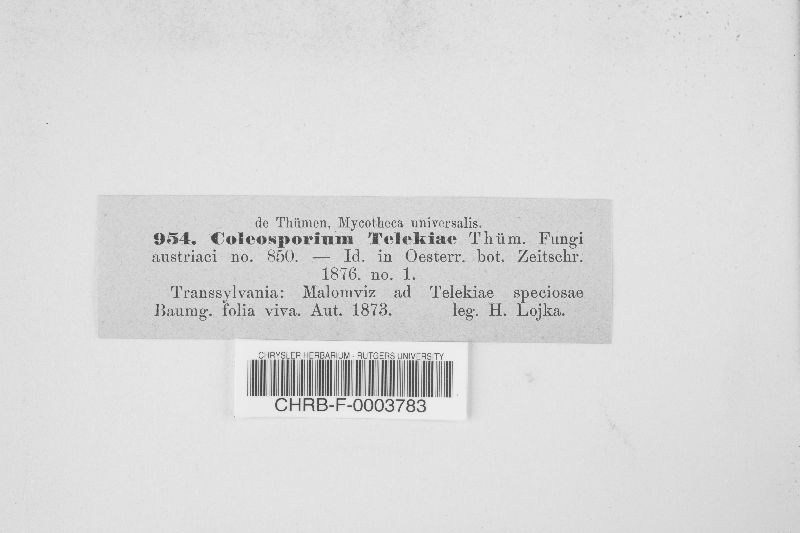 de Thümen, Mycotheca universalis.
954. Coleosporium Telekiae Thüm. Fungi
austriaci no. 850. — Id. in Oesterr. bot. Zeitschr.
1876. no. 1.
Transsylvania: Malomviz ad Telekiae speciosae
Baumg. folia viva. Aut. 1873. leg. H. Lojka.
CHRYSLER HERBARIUM - RUTGERS UNIVERSITY
CHRB-F-0003783